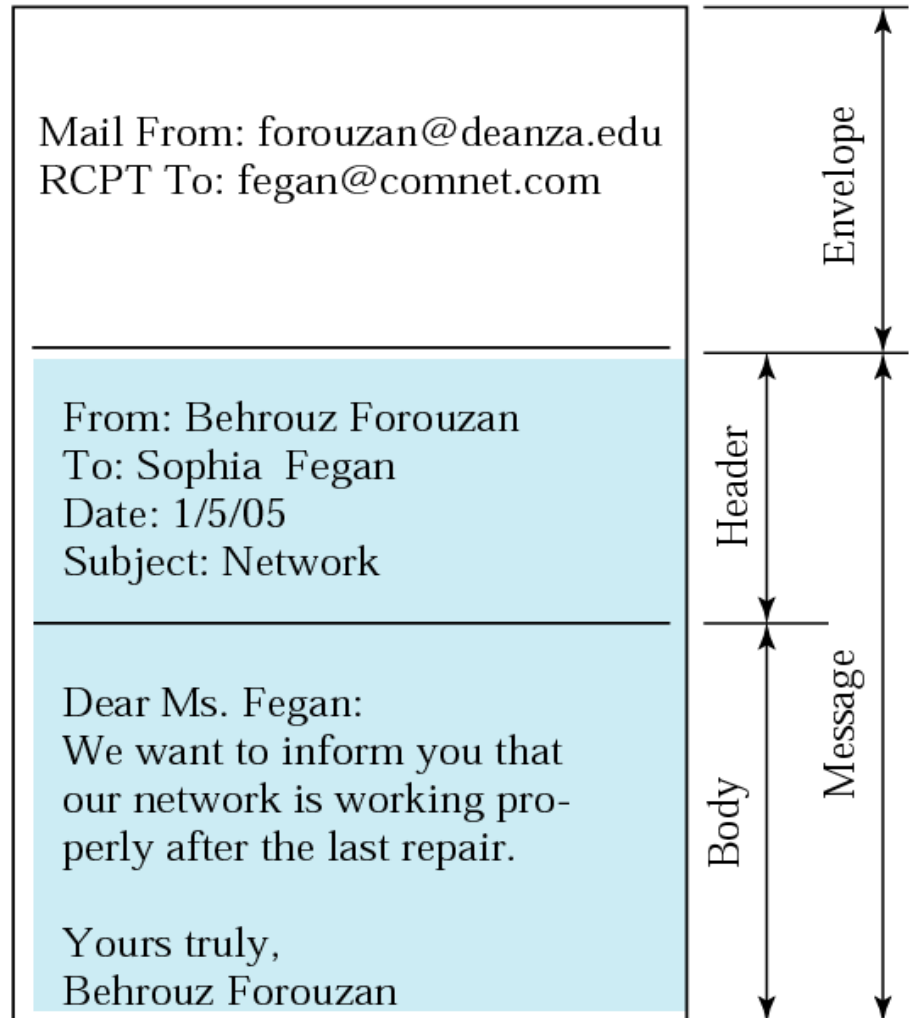 Mail From: forouzan@deanza.edu
RCPT To: fegan@comnet.com
Envelope
From: Behrouz Forouzan
To: Sophia Fegan
Date: 1/5/05
Subject: Network
Header
Dear Ms. Fegan:
We want to inform you that
our network is working pro-
perly after the last repair.
Yours truly,
Behrouz Forouzan
Body
Message